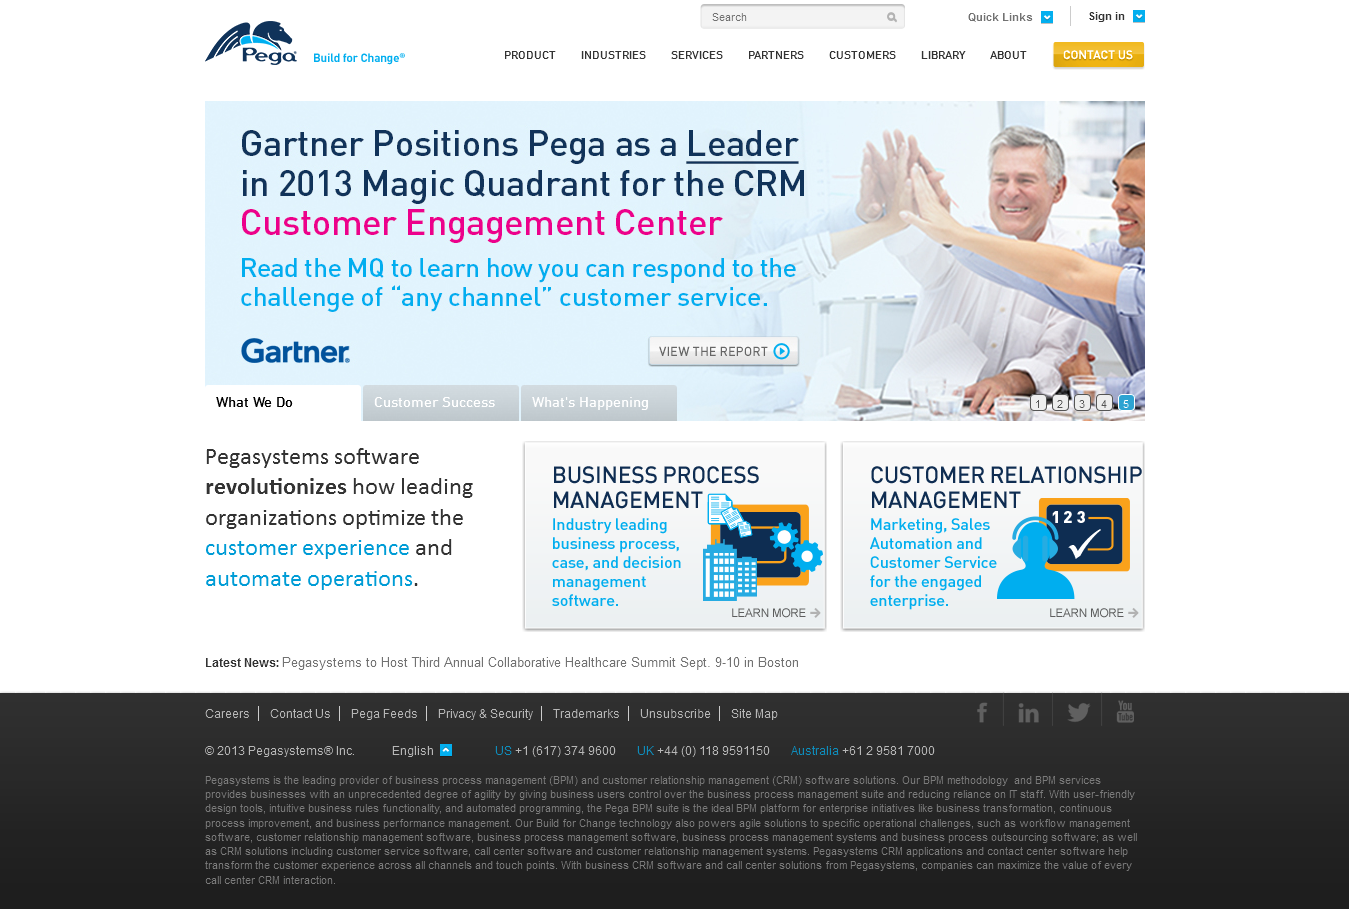 Search
Quick Links
Sign in
Pega
Build for Change®
PRODUCT INDUSTRIES SERVICES PARTNERS CUSTOMERS LIBRARY ABOUT CONTACT US
Gartner Positions Pega as a Leader
in 2013 Magic Quadrant for the CRM
Customer Engagement Center
Read the MQ to learn how you can respond to the
challenge of “any channel” customer service.
Gartner.
VIEW THE REPORT
What We Do Customer Success What's Happening
1 2 3 4 5
Pegasystems software
revolutionizes how leading
organizations optimize the
customer experience and
automate operations.
BUSINESS PROCESS
MANAGEMENT
Industry leading
business process,
case, and decision
management
software.
LEARN MORE
CUSTOMER RELATIONSHIP
MANAGEMENT
Marketing, Sales
Automation and
Customer Service
for the engaged
enterprise.
1 2 3
LEARN MORE
Latest News: Pegasystems to Host Third Annual Collaborative Healthcare Summit Sept. 9-10 in Boston
Careers | Contact Us | Pega Feeds | Privacy & Security | Trademarks | Unsubscribe | Site Map
f in You Tube
© 2013 Pegasystems® Inc. English US +1 (617) 374 9600 UK +44 (0) 118 9591150 Australia +61 2 9581 7000
Pegasystems is the leading provider of business process management (BPM) and customer relationship management (CRM) software solutions. Our BPM methodology and BPM services
provides businesses with an unprecedented degree of agility by giving business users control over the business process management suite and reducing reliance on IT staff. With user-friendly
design tools, intuitive business rules functionality, and automated programming, the Pega BPM suite is the ideal BPM platform for enterprise initiatives like business transformation, continuous
process improvement, and business performance management. Our Build for Change technology also powers agile solutions to specific operational challenges, such as workflow management
software, customer relationship management software, business process management software, business process management systems and business process outsourcing software; as well
as CRM solutions including customer service software, call center software and customer relationship management systems. Pegasystems CRM applications and contact center software help
transform the customer experience across all channels and touch points. With business CRM software and call center solutions from Pegasystems, companies can maximize the value of every
call center CRM interaction.